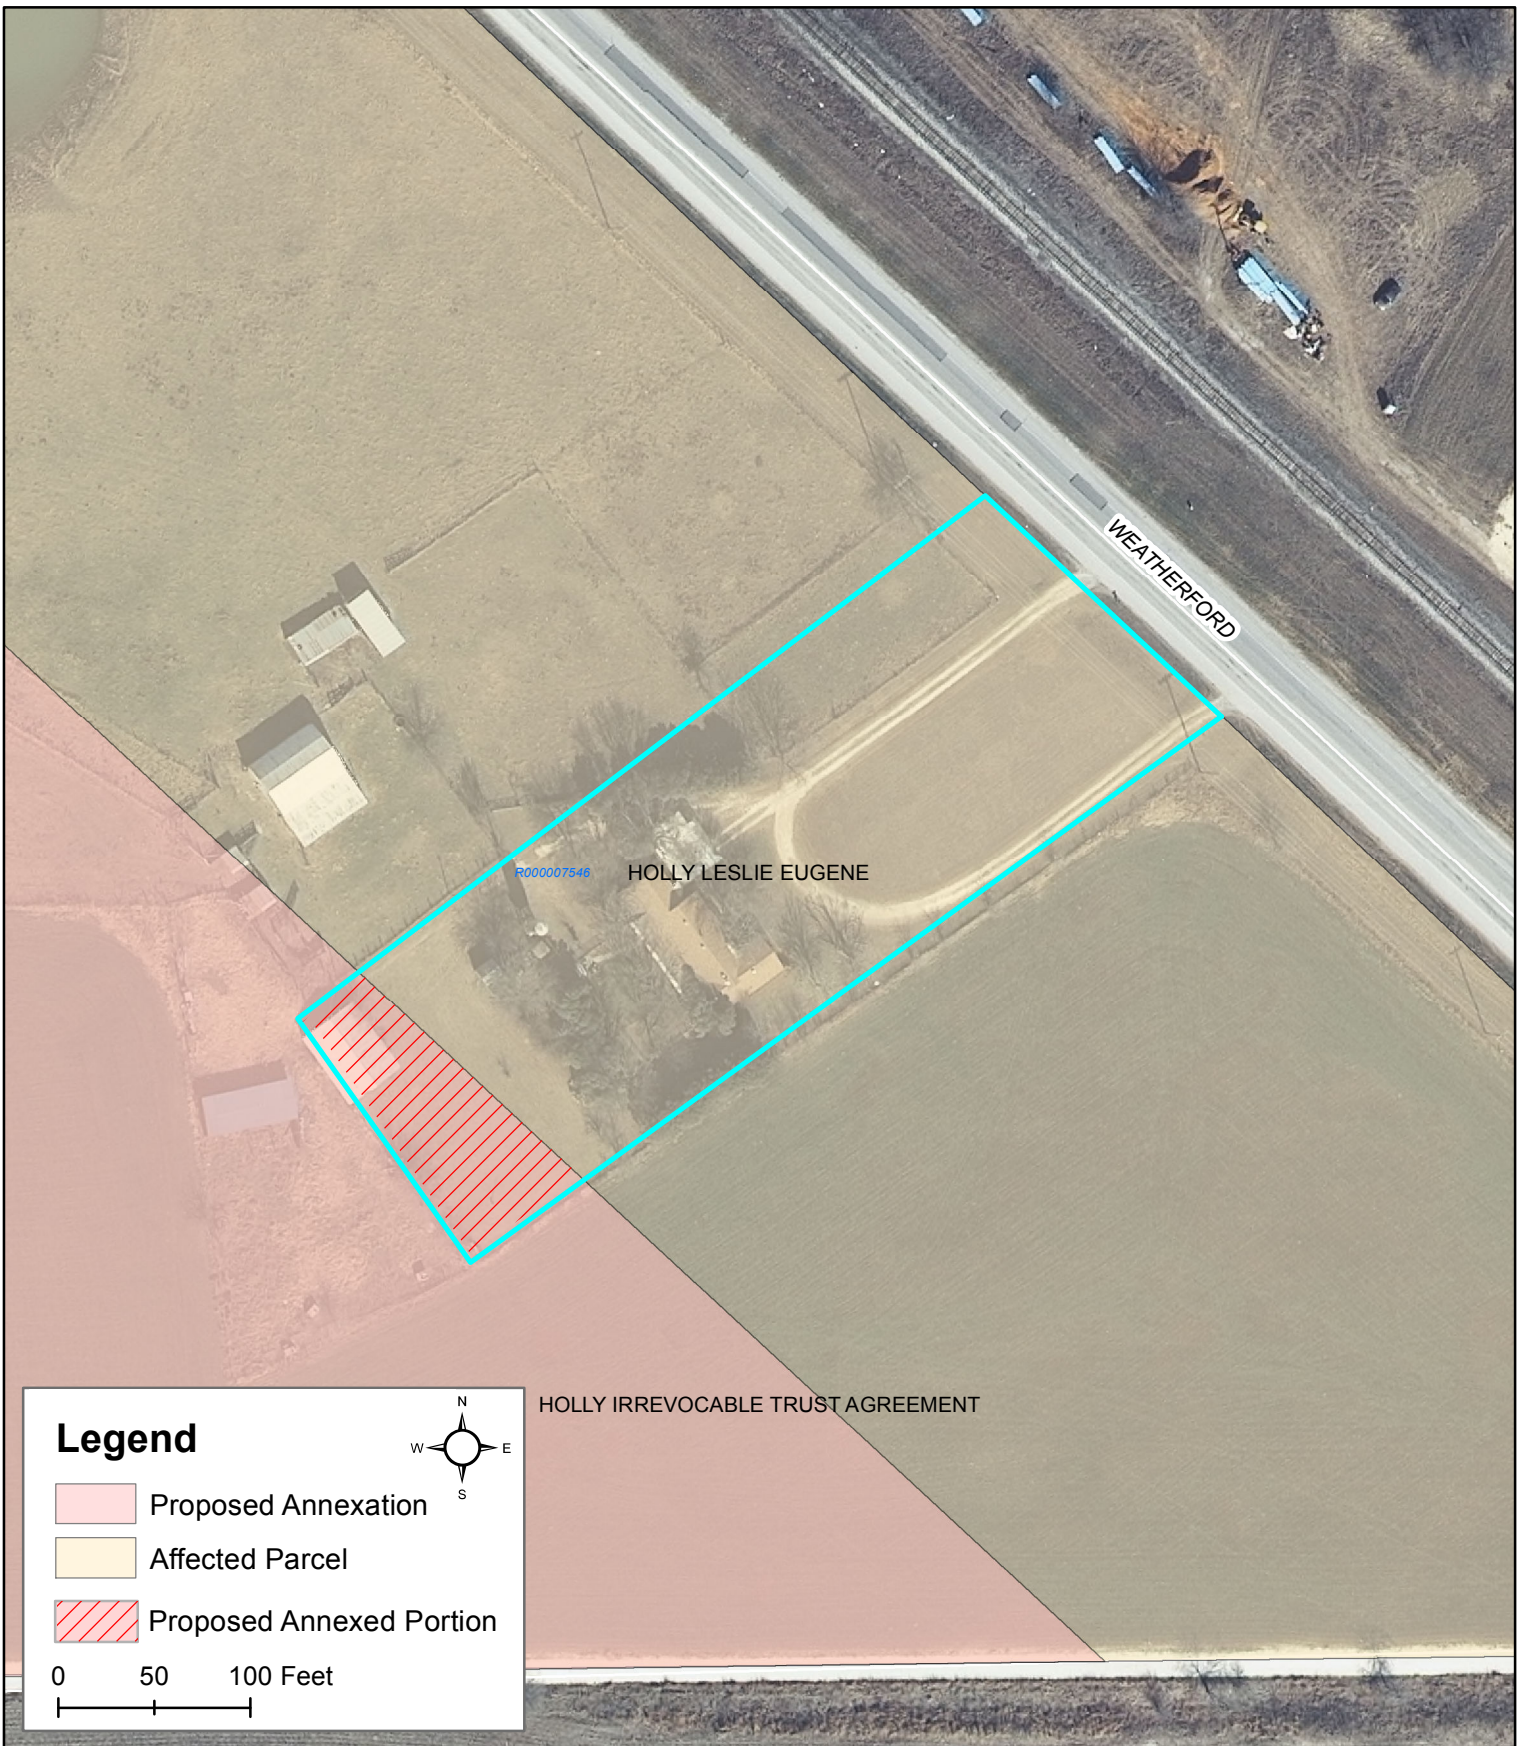 WEATHERFORD
R000007546
HOLLY LESLIE EUGENE
HOLLY IRREVOCABLE TRUST AGREEMENT
Legend
N
W E
S
Proposed Annexation
Affected Parcel
Proposed Annexed Portion
0 50 100 Feet